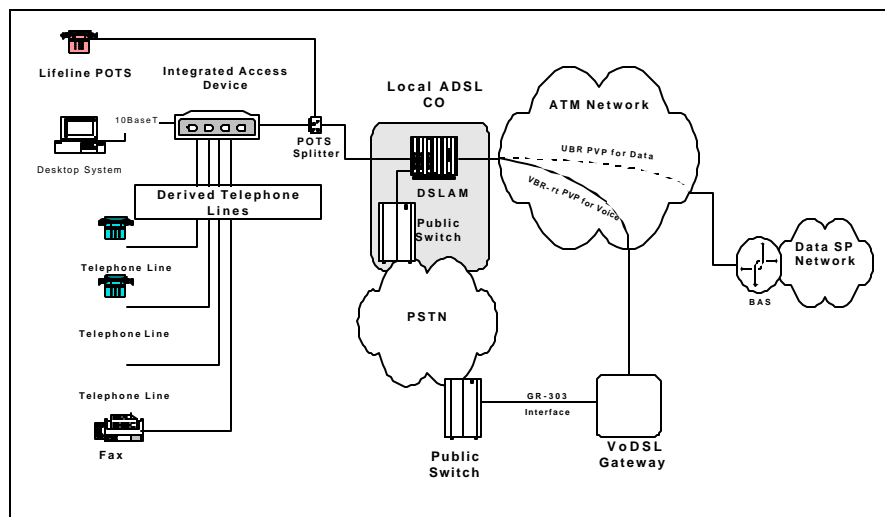 Lifeline POTS
Integrated Access
Device
Local ADSL
CO
ATM Network
10BaseT
POTS
Splitter
UBR PVP for Data
Desktop System
DSLAM
VBR-rt PVP for Voice
Derived Telephone
Lines
Public
Switch
Data SP
Network
Telephone Line
BAS
PSTN
Telephone Line
Telephone Line
GR-303
Interface
Fax
Public
Switch
VoDSL
Gateway